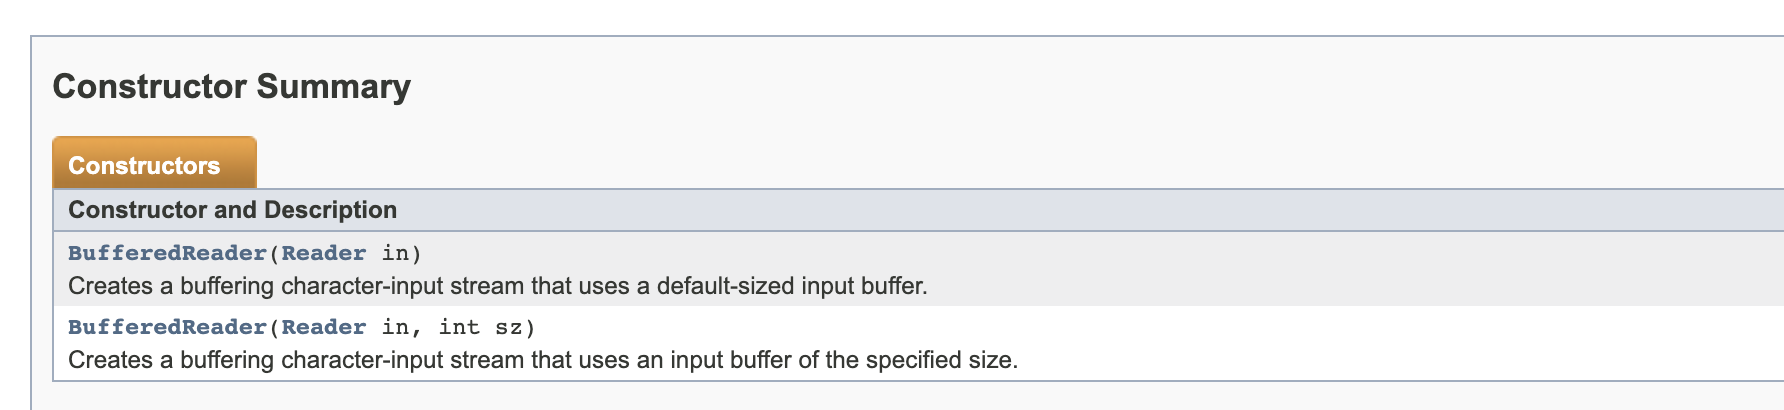 Constructor Summary
Constructors
Constructor and Description
BufferedReader(Reader in)
Creates a buffering character-input stream that uses a default-sized input buffer.
BufferedReader(Reader in, int sz)
Creates a buffering character-input stream that uses an input buffer of the specified size.